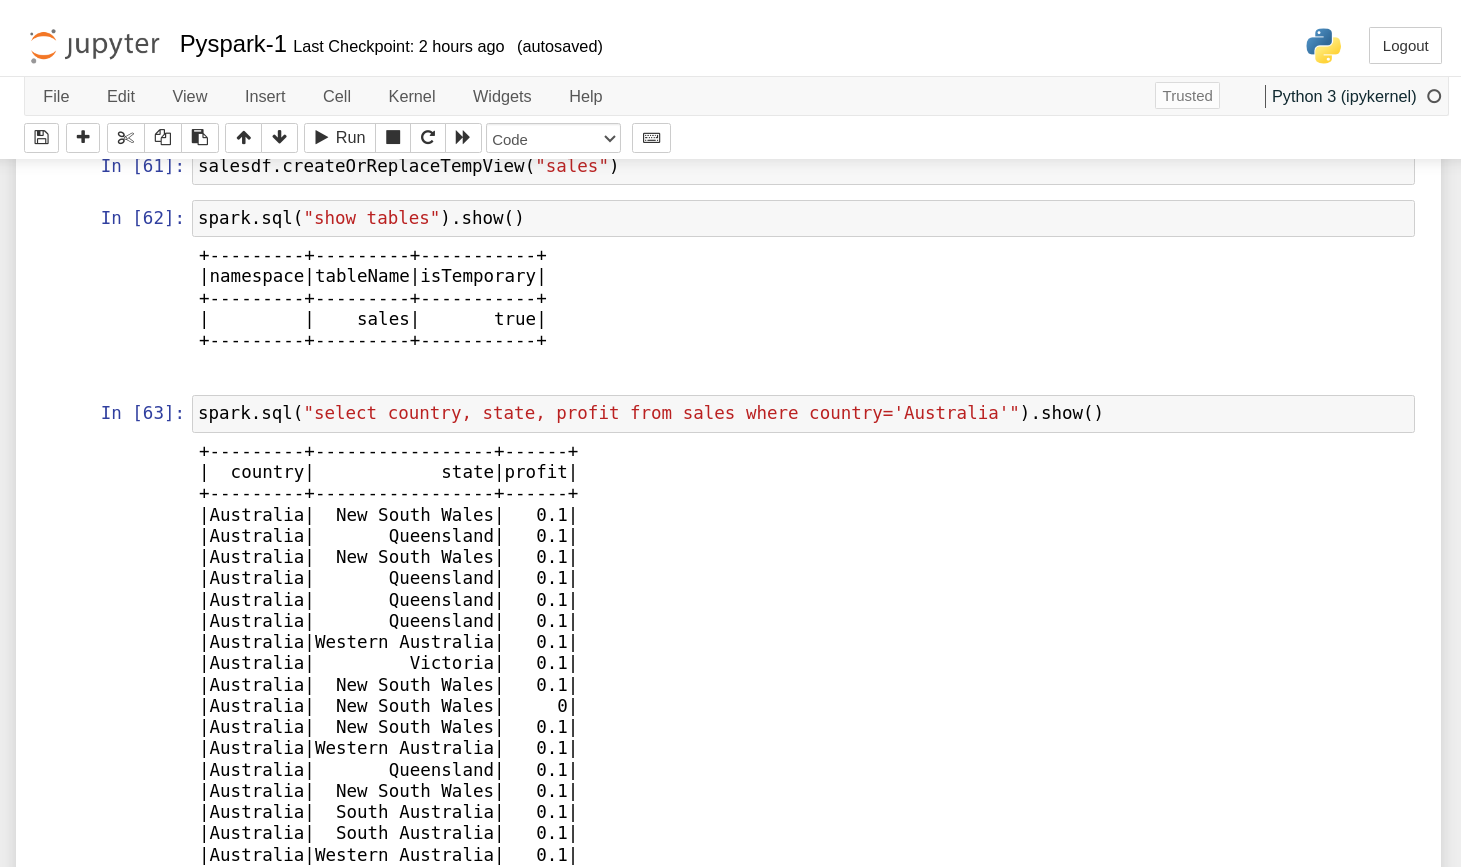 jupyter Pyspark-1 Last Checkpoint: 2 hours ago (autosaved) Logout
File Edit View Insert Cell Kernel Widgets Help Trusted Python 3 (ipykernel)
Run Code
In [61]: salesdf.createOrReplaceTempView("sales")
In [62]: spark.sql("show tables").show()
+---------+---------+-----------+
|namespace|tableName|isTemporary|
+---------+---------+-----------+
|         |    sales|       true|
+---------+---------+-----------+
In [63]: spark.sql("select country, state, profit from sales where country='Australia'").show()
+---------+-----------------+------+
|  country|            state|profit|
+---------+-----------------+------+
|Australia|  New South Wales|   0.1|
|Australia|       Queensland|   0.1|
|Australia|  New South Wales|   0.1|
|Australia|       Queensland|   0.1|
|Australia|       Queensland|   0.1|
|Australia|       Queensland|   0.1|
|Australia|Western Australia|   0.1|
|Australia|         Victoria|   0.1|
|Australia|  New South Wales|   0.1|
|Australia|  New South Wales|     0|
|Australia|  New South Wales|   0.1|
|Australia|Western Australia|   0.1|
|Australia|       Queensland|   0.1|
|Australia|  New South Wales|   0.1|
|Australia|  South Australia|   0.1|
|Australia|  South Australia|   0.1|
|Australia|Western Australia|   0.1|